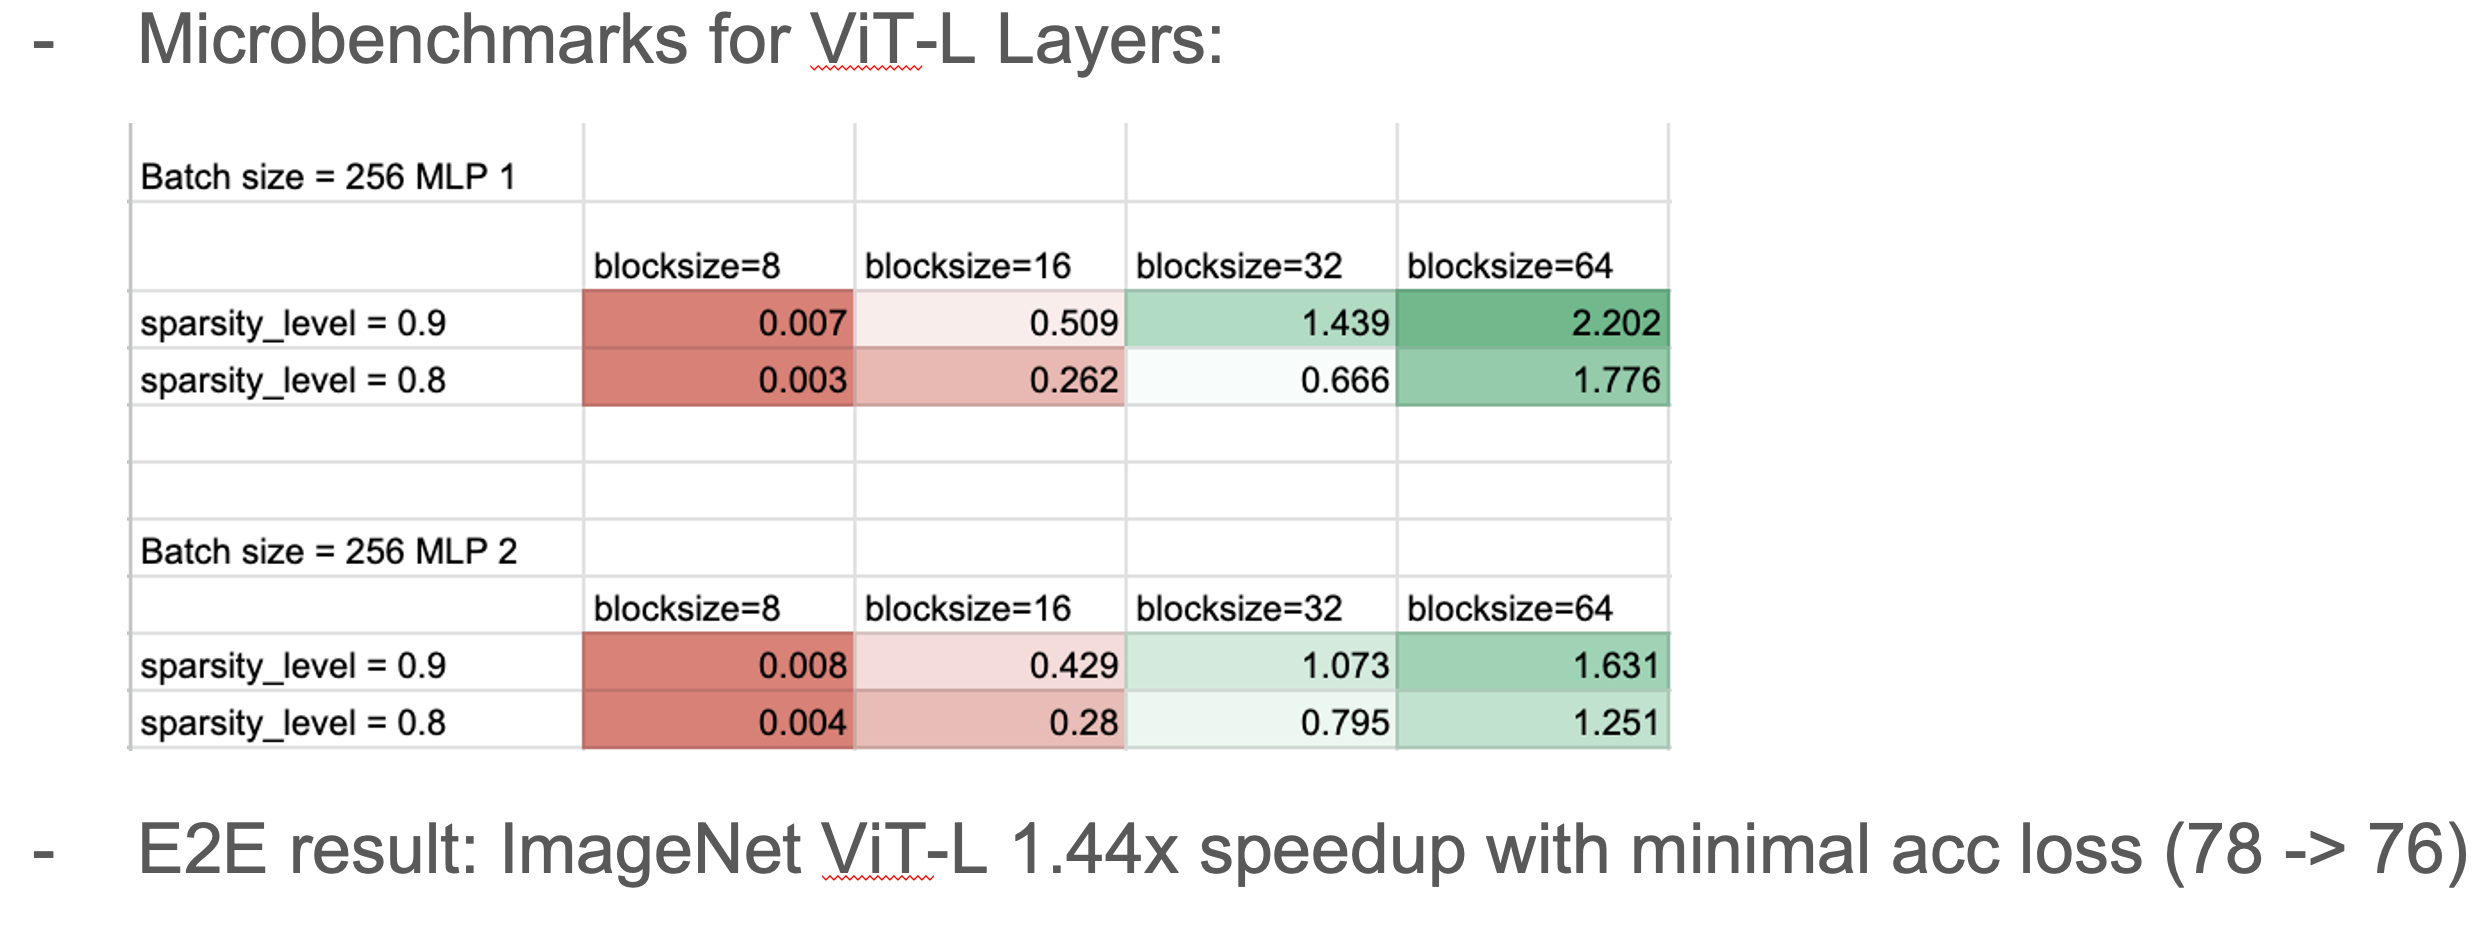 - Microbenchmarks for ViT-L Layers:
Batch size = 256 MLP 1
blocksize=8 blocksize=16 blocksize=32 blocksize=64
sparsity_level = 0.9 0.007 0.509 1.439 2.202
sparsity_level = 0.8 0.003 0.262 0.666 1.776
Batch size = 256 MLP 2
blocksize=8 blocksize=16 blocksize=32 blocksize=64
sparsity_level = 0.9 0.008 0.429 1.073 1.631
sparsity_level = 0.8 0.004 0.28 0.795 1.251
- E2E result: ImageNet ViT-L 1.44x speedup with minimal acc loss (78 -> 76)